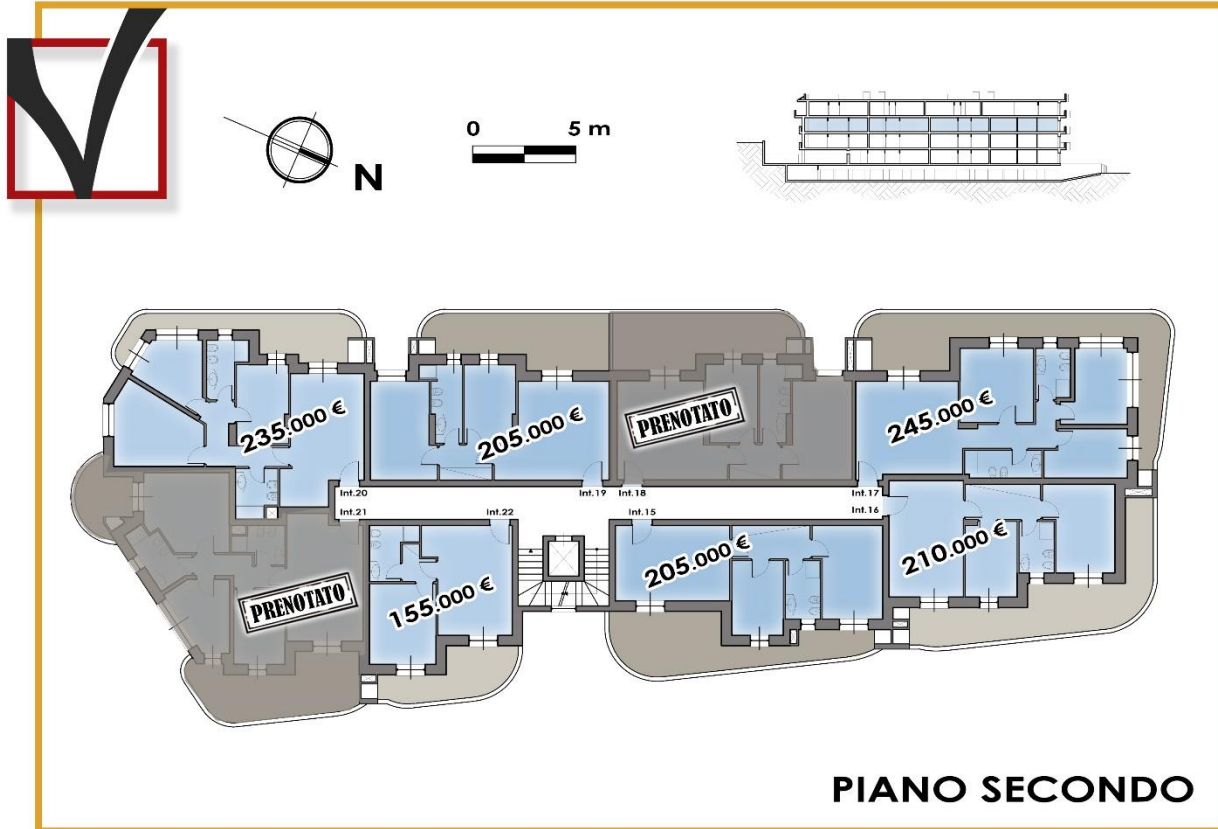 0 5 m
N
235.000 €
205.000 €
PRENOTATO
245.000 €
Int.20
Int.19
Int.18
Int.17
Int.21
Int.22
Int.15
Int.16
PRENOTATO
155.000 €
205.000 €
210.000 €
PIANO SECONDO